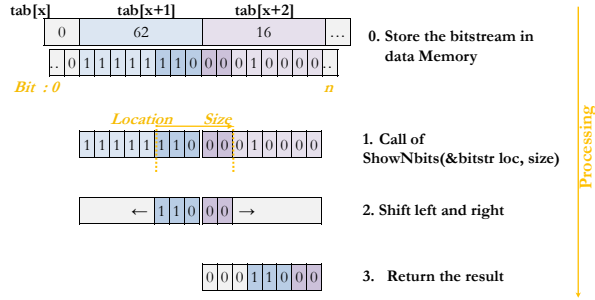 tab[x] tab[x+1] tab[x+2]
0 62 16 ...
.. 0 1 1 1 1 1 1 1 0 0 0 0 1 0 0 0 0 ..
Bit : 0 n
0. Store the bitstream in
data Memory
Location Size
1 1 1 1 1 1 1 0 0 0 0 1 0 0 0 0
1. Call of
ShowNbits(&bitstr loc, size)
← 1 1 0 0 0 →
2. Shift left and right
0 0 0 1 1 0 0 0
3. Return the result
Processing